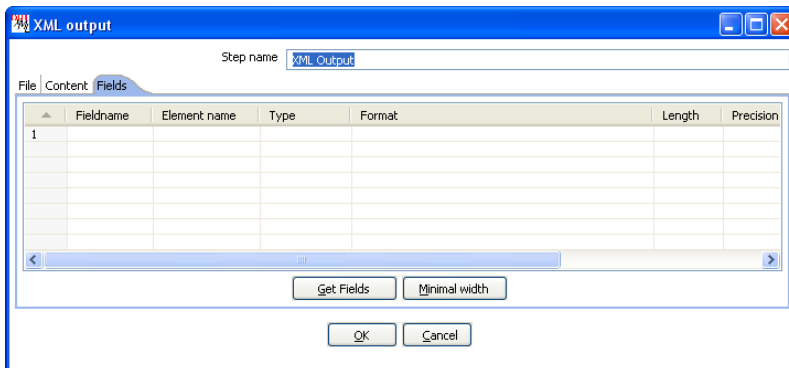 XML output
Step name XML Output
File Content Fields
Fieldname Element name Type Format Length Precision
1
Get Fields Minimal width
OK Cancel